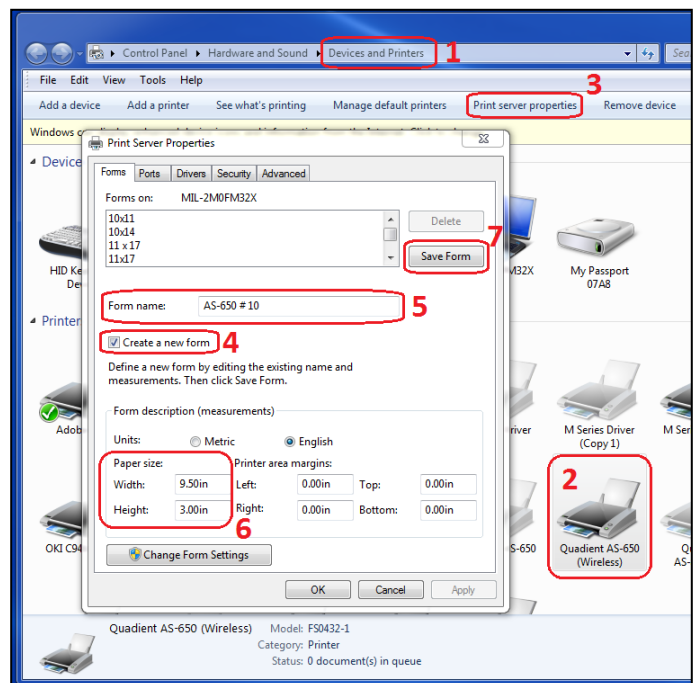 Control Panel ▸ Hardware and Sound ▸ Devices and Printers 1
File Edit View Tools Help
3
Add a device Add a printer See what's printing Manage default printers Print server properties Remove device
Windows c
Print Server Properties
Device
Forms Ports Drivers Security Advanced
Forms on: MIL-2M0FM32X
10x11
10x14
11 x 17
11x17
Delete
7
Save Form
HID Ke
De
M32X
My Passport
07A8
Form name: AS-650 # 10 5
Printer
Create a new form 4
Define a new form by editing the existing name and
measurements. Then click Save Form.
Form description (measurements)
Adob
river
M Series Driver
(Copy 1)
M Ser
Units: Metric English
Paper size: Printer area margins:
Width: 9.50in Left: 0.00in Top: 0.00in
Height: 3.00in Right: 0.00in Bottom: 0.00in
6
2
OKI C94
S-650
Quadient AS-650
(Wireless)
Q
AS-
Change Form Settings
OK Cancel Apply
Quadient AS-650 (Wireless) Model: FS0432-1
Category: Printer
Status: 0 document(s) in queue